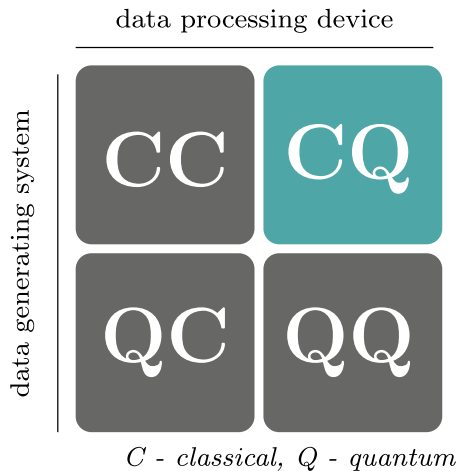 data processing device
data generating system
CC CQ
QC QQ
C - classical, Q - quantum